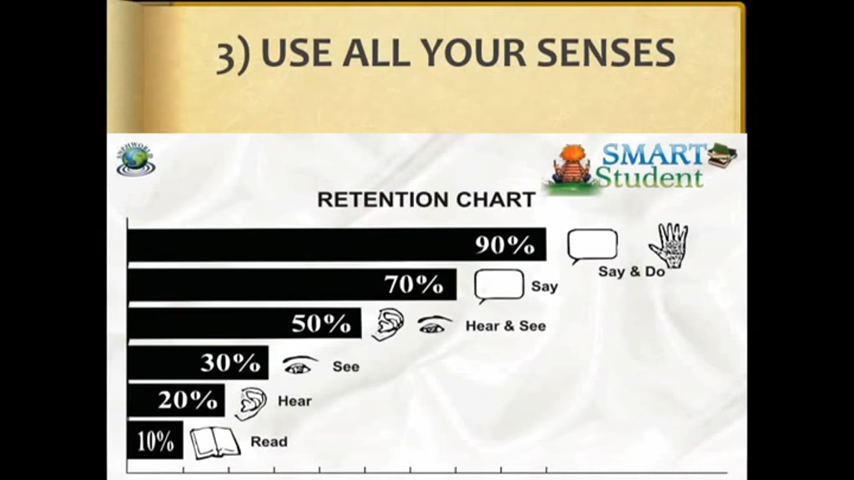 3) USE ALL YOUR SENSES
SMART
Student
RETENTION CHART
90%
Say & Do
70%
Say
50%
Hear & See
30%
See
20%
Hear
10%
Read